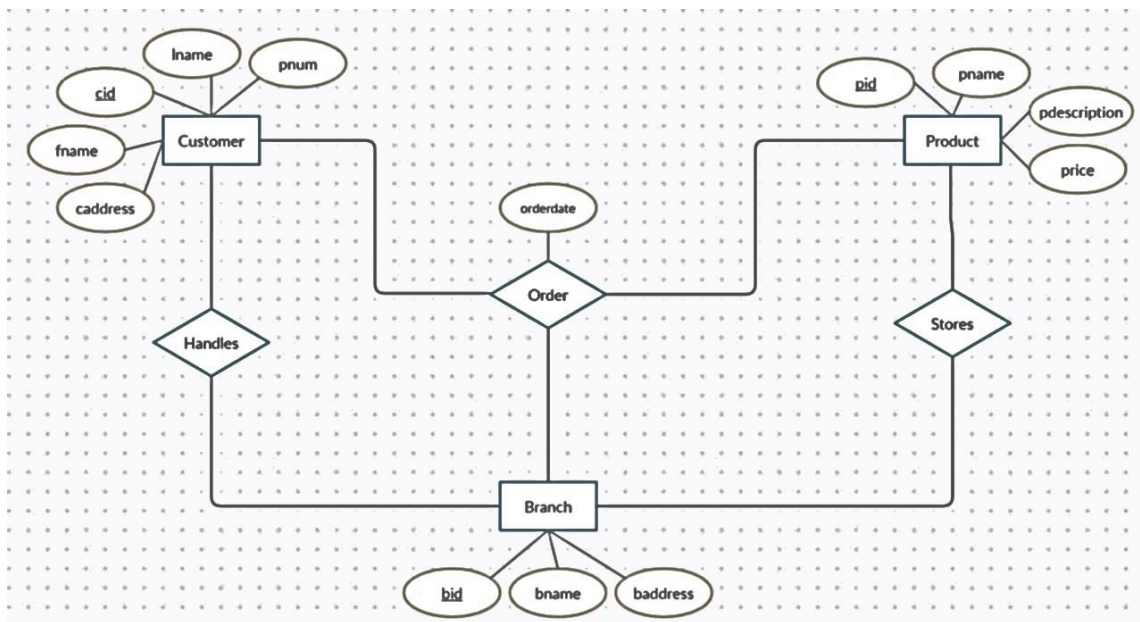 lname
pnum
cid
Customer
fname
caddress
pid
pname
pdescription
Product
price
orderdate
Order
Handles
Stores
Branch
bid
bname
baddress